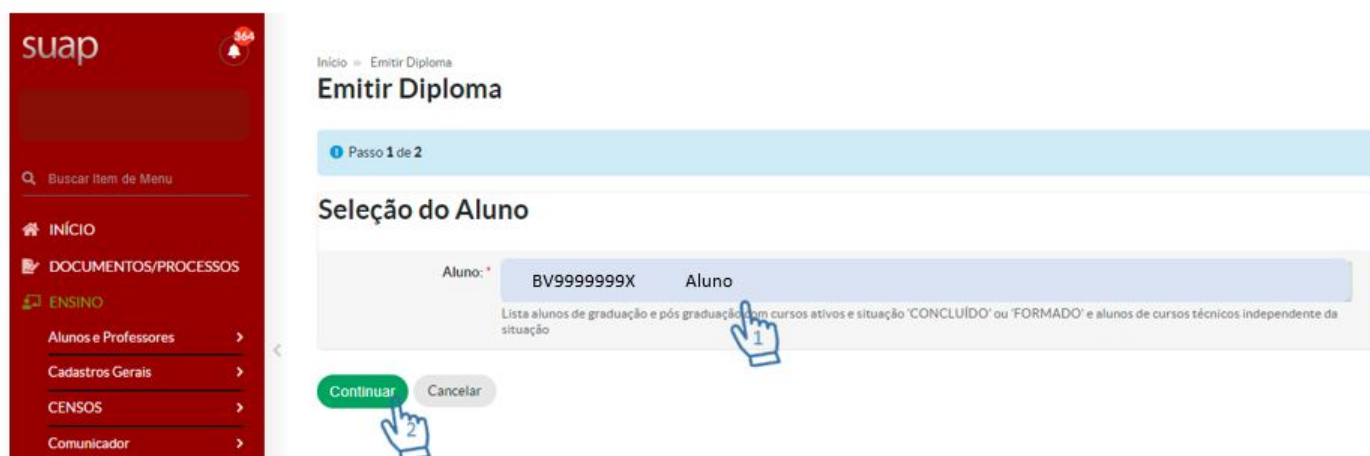 suap
364
Buscar Item de Menu
INÍCIO
DOCUMENTOS/PROCESSOS
ENSINO
Alunos e Professores
Cadastros Gerais
CENSOS
Comunicador
Início » Emitir Diploma
Emitir Diploma
Passo 1 de 2
Seleção do Aluno
Aluno: * BV9999999X Aluno
Lista alunos de graduação e pós graduação com cursos ativos e situação 'CONCLUÍDO' ou 'FORMADO' e alunos de cursos técnicos independente da
situação
1
Continuar Cancelar
2